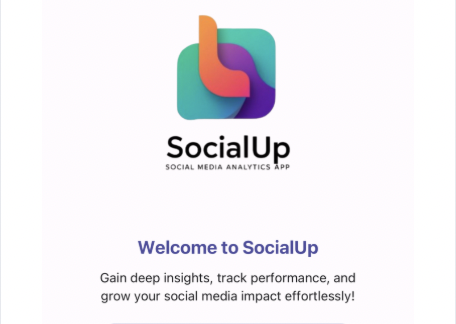 SocialUp
SOCIAL MEDIA ANALYTICS APP
Welcome to SocialUp
Gain deep insights, track performance, and
grow your social media impact effortlessly!